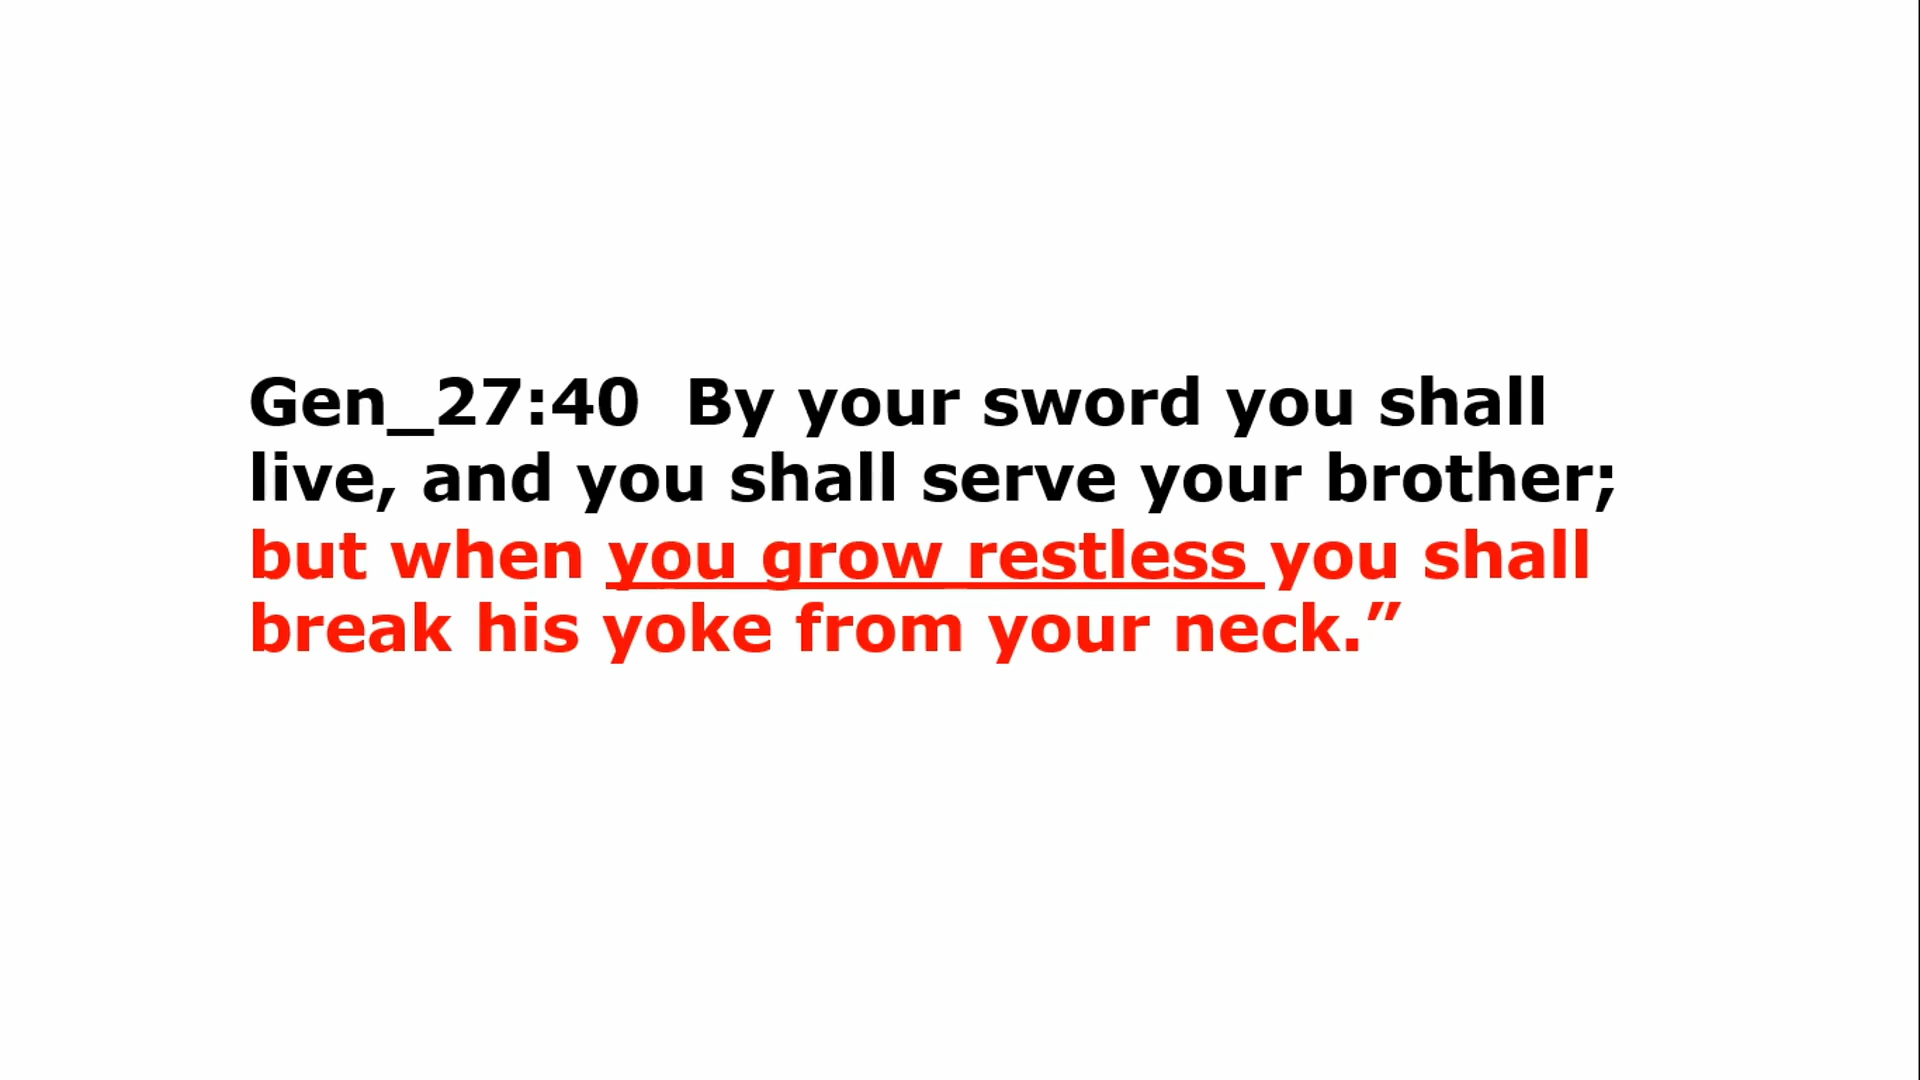 Gen_27:40  By your sword you shall
live, and you shall serve your brother;
but when you grow restless you shall
break his yoke from your neck.”